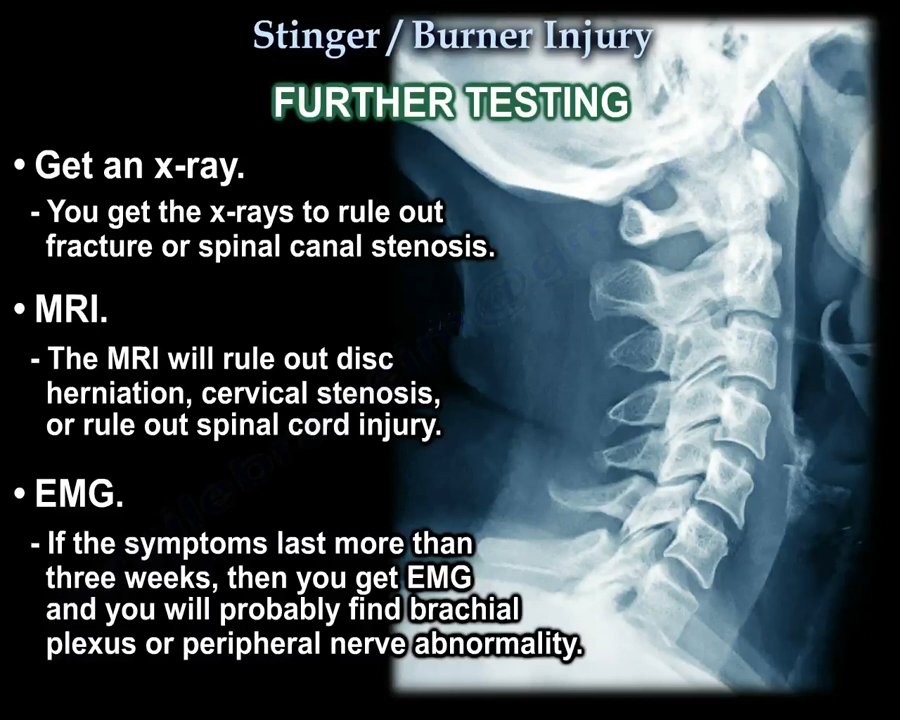 Stinger / Burner Injury
FURTHER TESTING
• Get an x-ray.
- You get the x-rays to rule out
fracture or spinal canal stenosis.
• MRI.
- The MRI will rule out disc
herniation, cervical stenosis,
or rule out spinal cord injury.
• EMG.
- If the symptoms last more than
three weeks, then you get EMG
and you will probably find brachial
plexus or peripheral nerve abnormality.